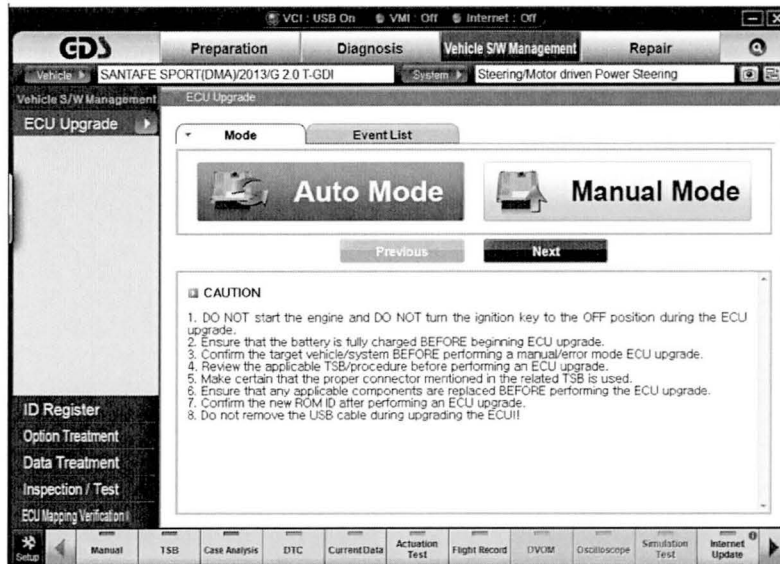 VCI : USB On VMI : Off Internet : Off
GDS Preparation Diagnosis Vehicle S/W Management Repair
Vehicle SANTAFE SPORT(DMA)/2013/G 2.0 T-GDI System Steering/Motor driven Power Steering
Vehicle S/W Management ECU Upgrade
ECU Upgrade
Mode Event List
Auto Mode Manual Mode
Previous Next
CAUTION
1. DO NOT start the engine and DO NOT turn the ignition key to the OFF position during the ECU
upgrade.
2. Ensure that the battery is fully charged BEFORE beginning ECU upgrade.
3. Confirm the target vehicle/system BEFORE performing a manual/error mode ECU upgrade.
4. Review the applicable TSB/procedure before performing an ECU upgrade.
5. Make certain that the proper connector mentioned in the related TSB is used.
6. Ensure that any applicable components are replaced BEFORE performing the ECU upgrade.
7. Confirm the new ROM ID after performing an ECU upgrade.
8. Do not remove the USB cable during upgrading the ECU!!
ID Register
Option Treatment
Data Treatment
Inspection / Test
ECU Mapping Verification
Setup Manual TSB Case Analysis DTC Current Data Actuation Test Flight Record DVOM Oscilloscope Simulation Test Internet Update